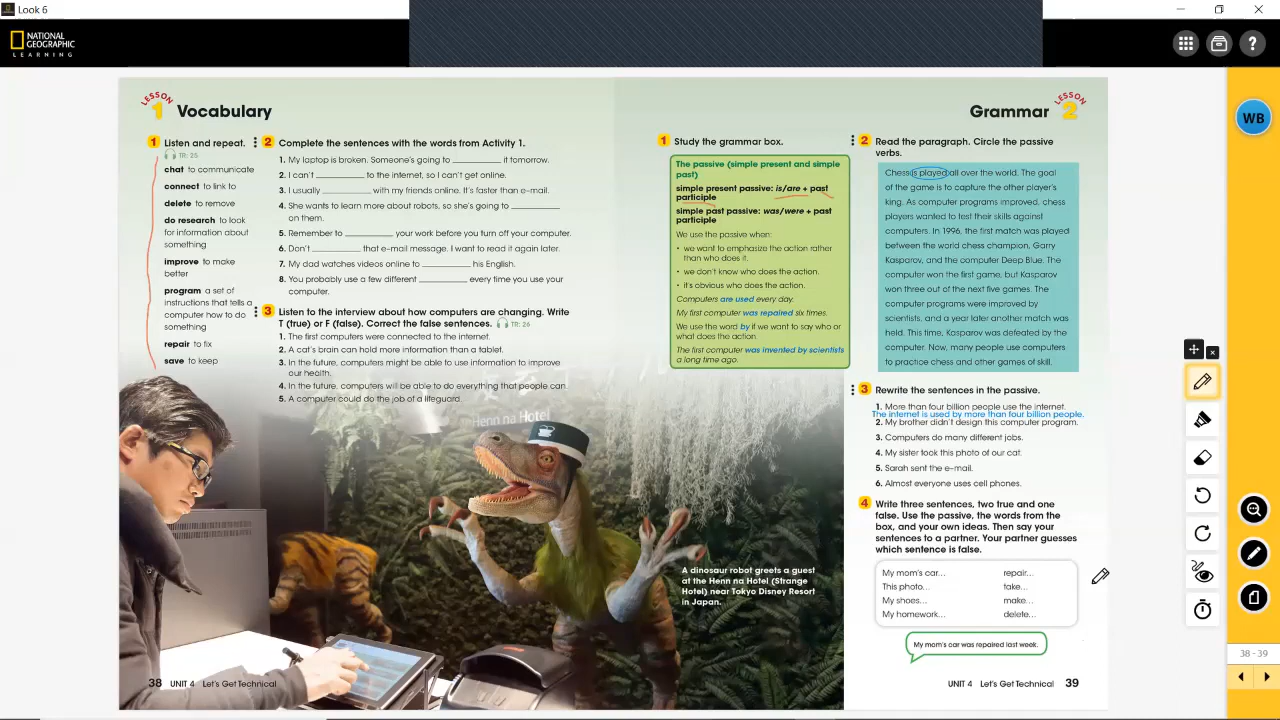 Look 6
NATIONAL
GEOGRAPHIC
LEARNING
LESSON
1 Vocabulary
1 Listen and repeat.
TR: 25
chat to communicate
connect to link to
delete to remove
do research to look
for information about
something
improve to make
better
program a set of
instructions that tells a
computer how to do
something
repair to fix
save to keep
2 Complete the sentences with the words from Activity 1.
1. My laptop is broken. Someone's going to __________ it tomorrow.
2. I can't __________ to the internet, so I can't get online.
3. I usually __________ with my friends online. It's faster than e-mail.
4. She wants to learn more about robots, so she's going to __________
on them.
5. Remember to __________ your work before you turn off your computer.
6. Don't __________ that e-mail message. I want to read it again later.
7. My dad watches videos online to __________ his English.
8. You probably use a few different __________ every time you use your
computer.
3 Listen to the interview about how computers are changing. Write
T (true) or F (false). Correct the false sentences. TR: 26
1. The first computers were connected to the internet.
2. A cat's brain can hold more information than a tablet.
3. In the future, computers might be able to use information to improve
our health.
4. In the future, computers will be able to do everything that people can.
5. A computer could do the job of a lifeguard.
Henn na Hotel
A dinosaur robot greets a guest
at the Henn na Hotel (Strange
Hotel) near Tokyo Disney Resort
in Japan.
38 UNIT 4 Let's Get Technical
LESSON
Grammar 2
1 Study the grammar box.
The passive (simple present and simple
past)
simple present passive: is/are + past
participle
simple past passive: was/were + past
participle
We use the passive when:
• we want to emphasize the action rather
than who does it.
• we don't know who does the action.
• it's obvious who does the action.
Computers are used every day.
My first computer was repaired six times.
We use the word by if we want to say who or
what does the action.
The first computer was invented by scientists
a long time ago.
2 Read the paragraph. Circle the passive
verbs.
Chess is played all over the world. The goal
of the game is to capture the other player's
king. As computer programs improved, chess
players wanted to test their skills against
computers. In 1996, the first match was played
between the world chess champion, Garry
Kasparov, and the computer Deep Blue. The
computer won the first game, but Kasparov
won three out of the next five games. The
computer programs were improved by
scientists, and a year later another match was
held. This time, Kasparov was defeated by the
computer. Now, many people use computers
to practice chess and other games of skill.
3 Rewrite the sentences in the passive.
1. More than four billion people use the internet.
The internet is used by more than four billion people.
2. My brother didn't design this computer program.
3. Computers do many different jobs.
4. My sister took this photo of our cat.
5. Sarah sent the e-mail.
6. Almost everyone uses cell phones.
4 Write three sentences, two true and one
false. Use the passive, the words from the
box, and your own ideas. Then say your
sentences to a partner. Your partner guesses
which sentence is false.
My mom's car... repair...
This photo... take...
My shoes... make...
My homework... delete...
My mom's car was repaired last week.
UNIT 4 Let's Get Technical 39
WB
38 - 39